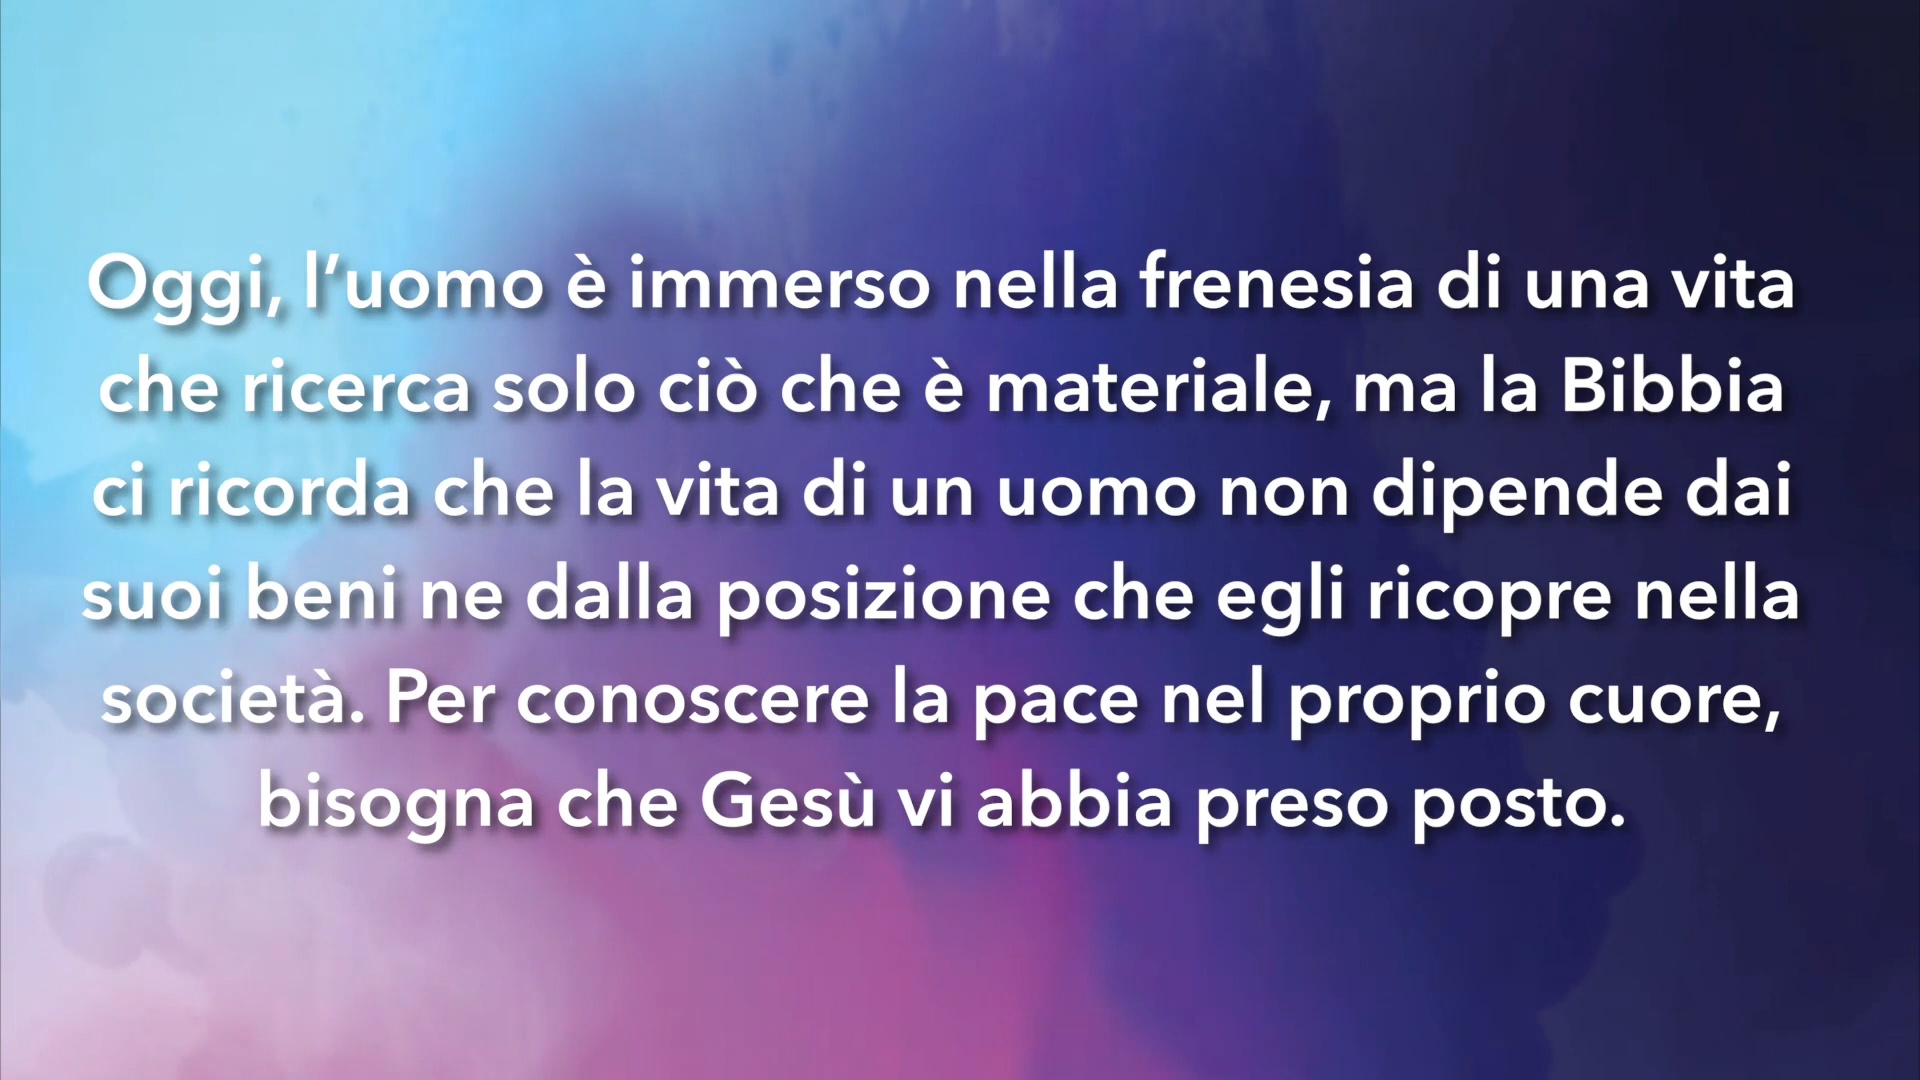 Oggi, l’uomo è immerso nella frenesia di una vita
che ricerca solo ciò che è materiale, ma la Bibbia
ci ricorda che la vita di un uomo non dipende dai
suoi beni ne dalla posizione che egli ricopre nella
società. Per conoscere la pace nel proprio cuore,
bisogna che Gesù vi abbia preso posto.